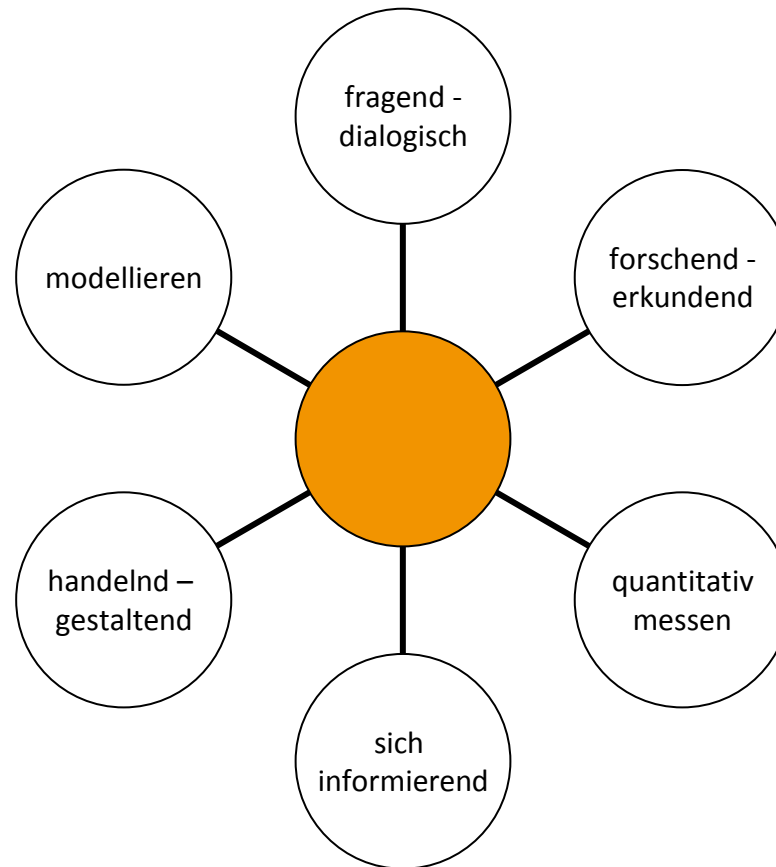 fragend -
dialogisch
forschend -
erkundend
modellieren
quantitativ
messen
handelnd –
gestaltend
sich
informierend